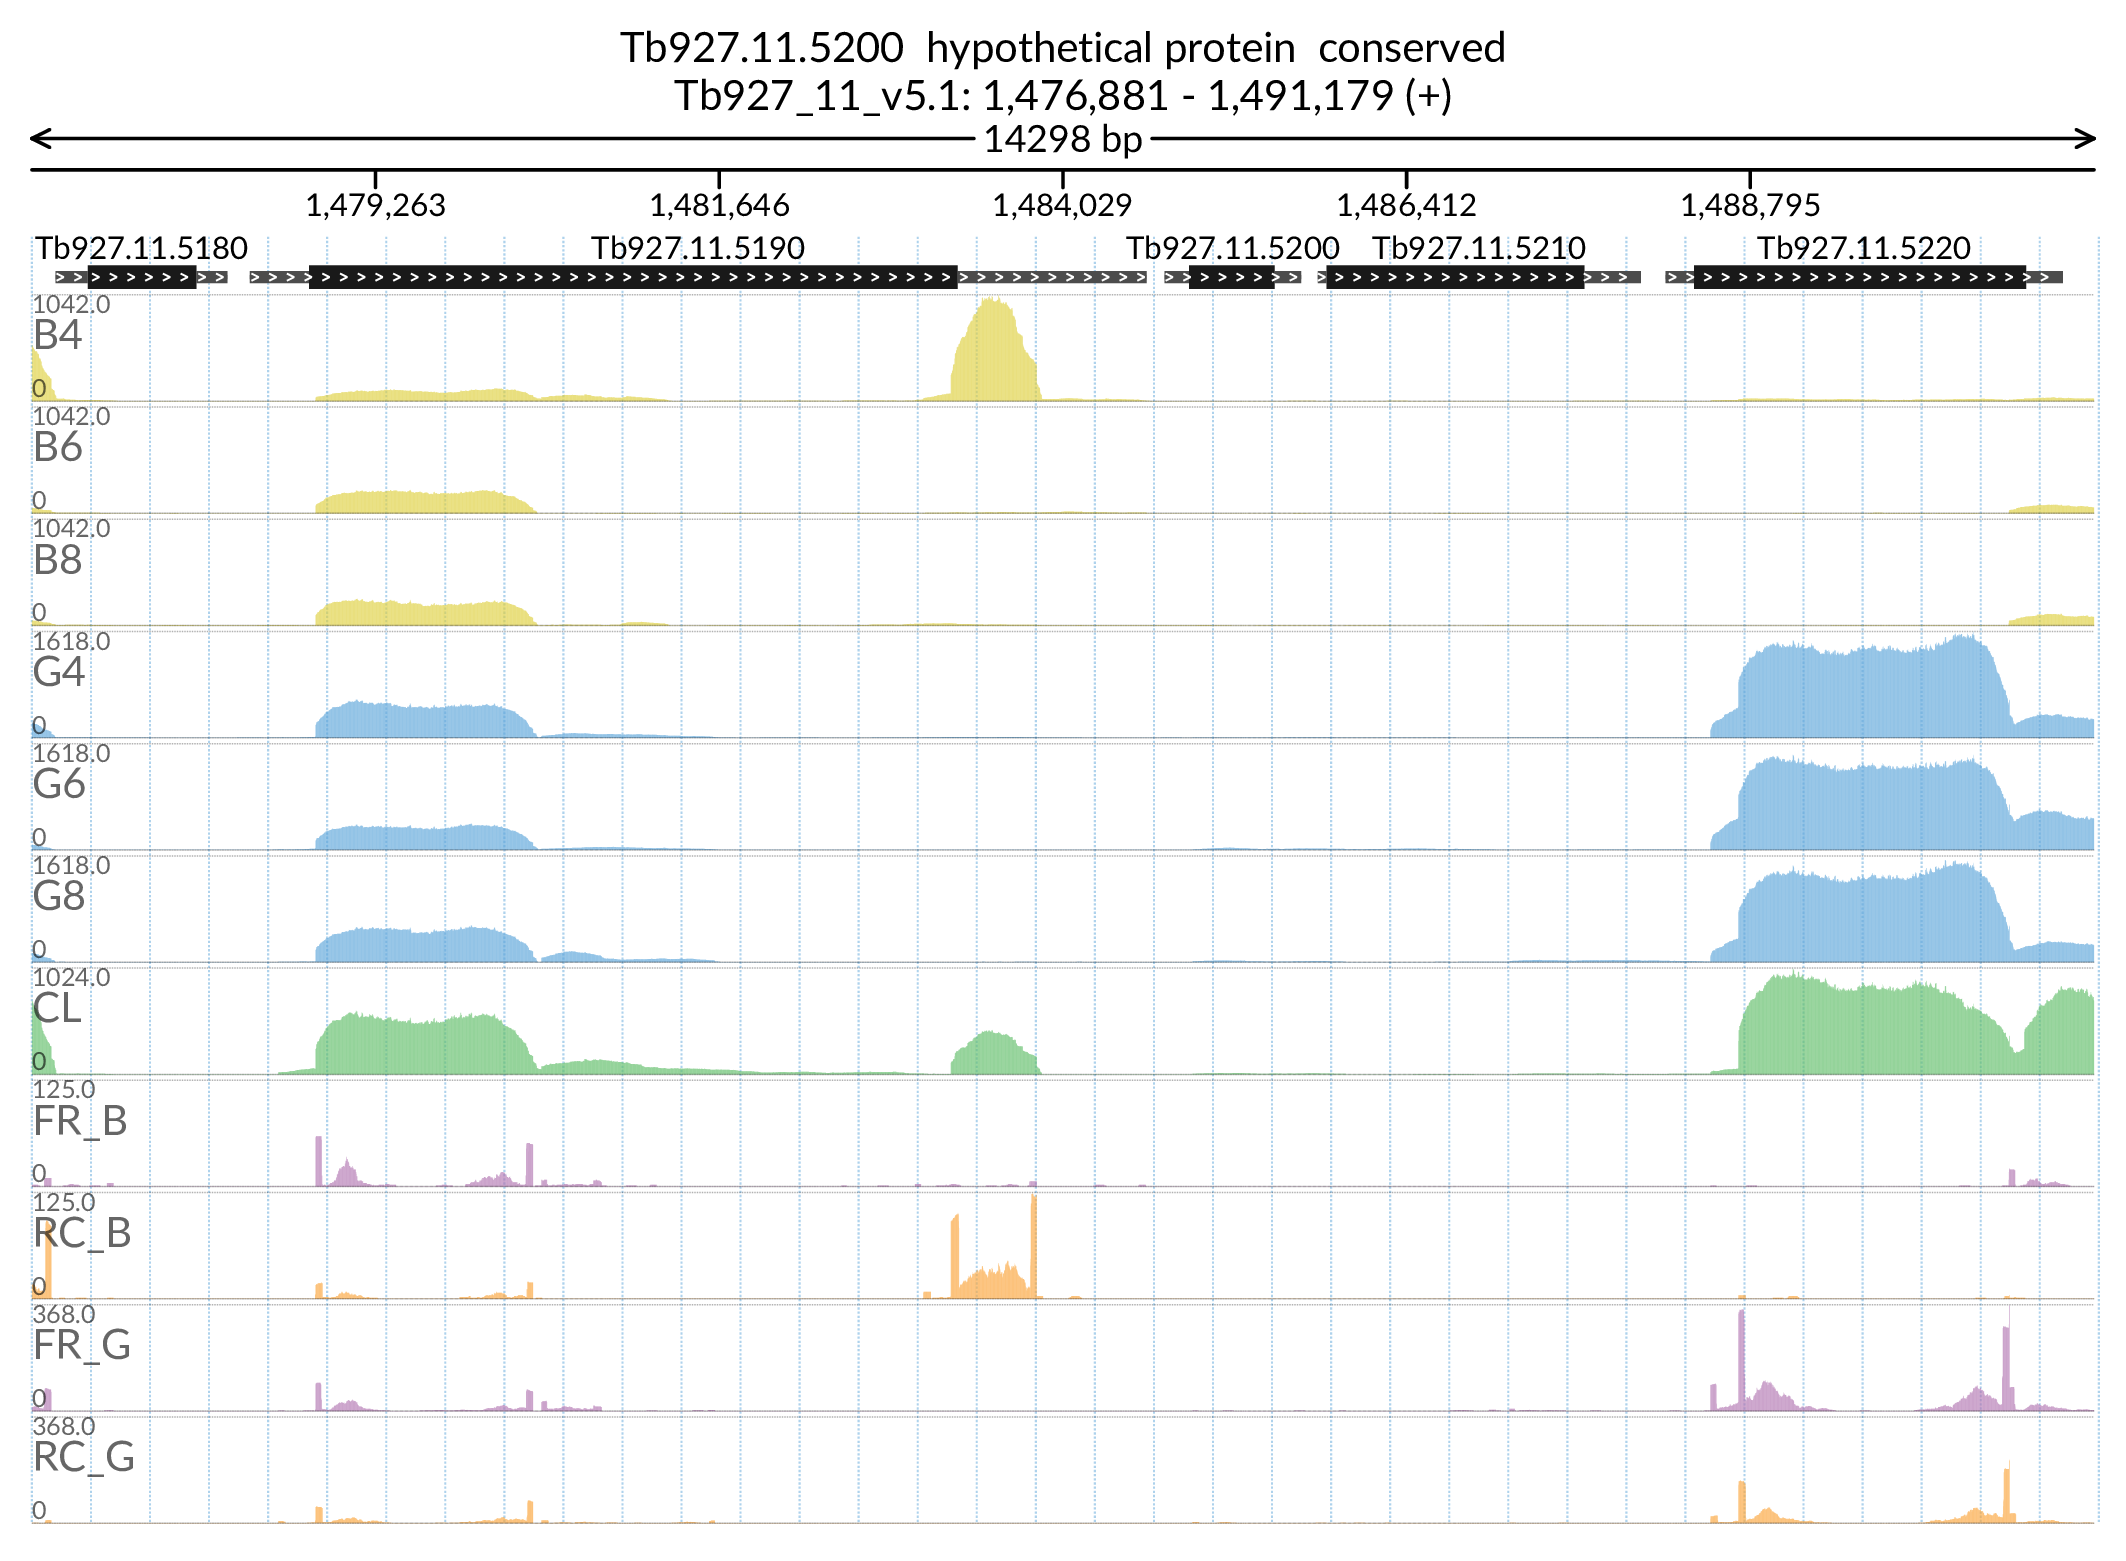 Tb927.11.5200 hypothetical protein conserved
Tb927_11_v5.1: 1,476,881 - 1,491,179 (+)
14298 bp
1,479,263 1,481,646 1,484,029 1,486,412 1,488,795
Tb927.11.5180 Tb927.11.5190 Tb927.11.5200 Tb927.11.5210 Tb927.11.5220
1042.0
B4
0
1042.0
B6
0
1042.0
B8
0
1618.0
G4
0
1618.0
G6
0
1618.0
G8
0
1024.0
CL
0
125.0
FR_B
0
125.0
RC_B
0
368.0
FR_G
0
368.0
RC_G
0